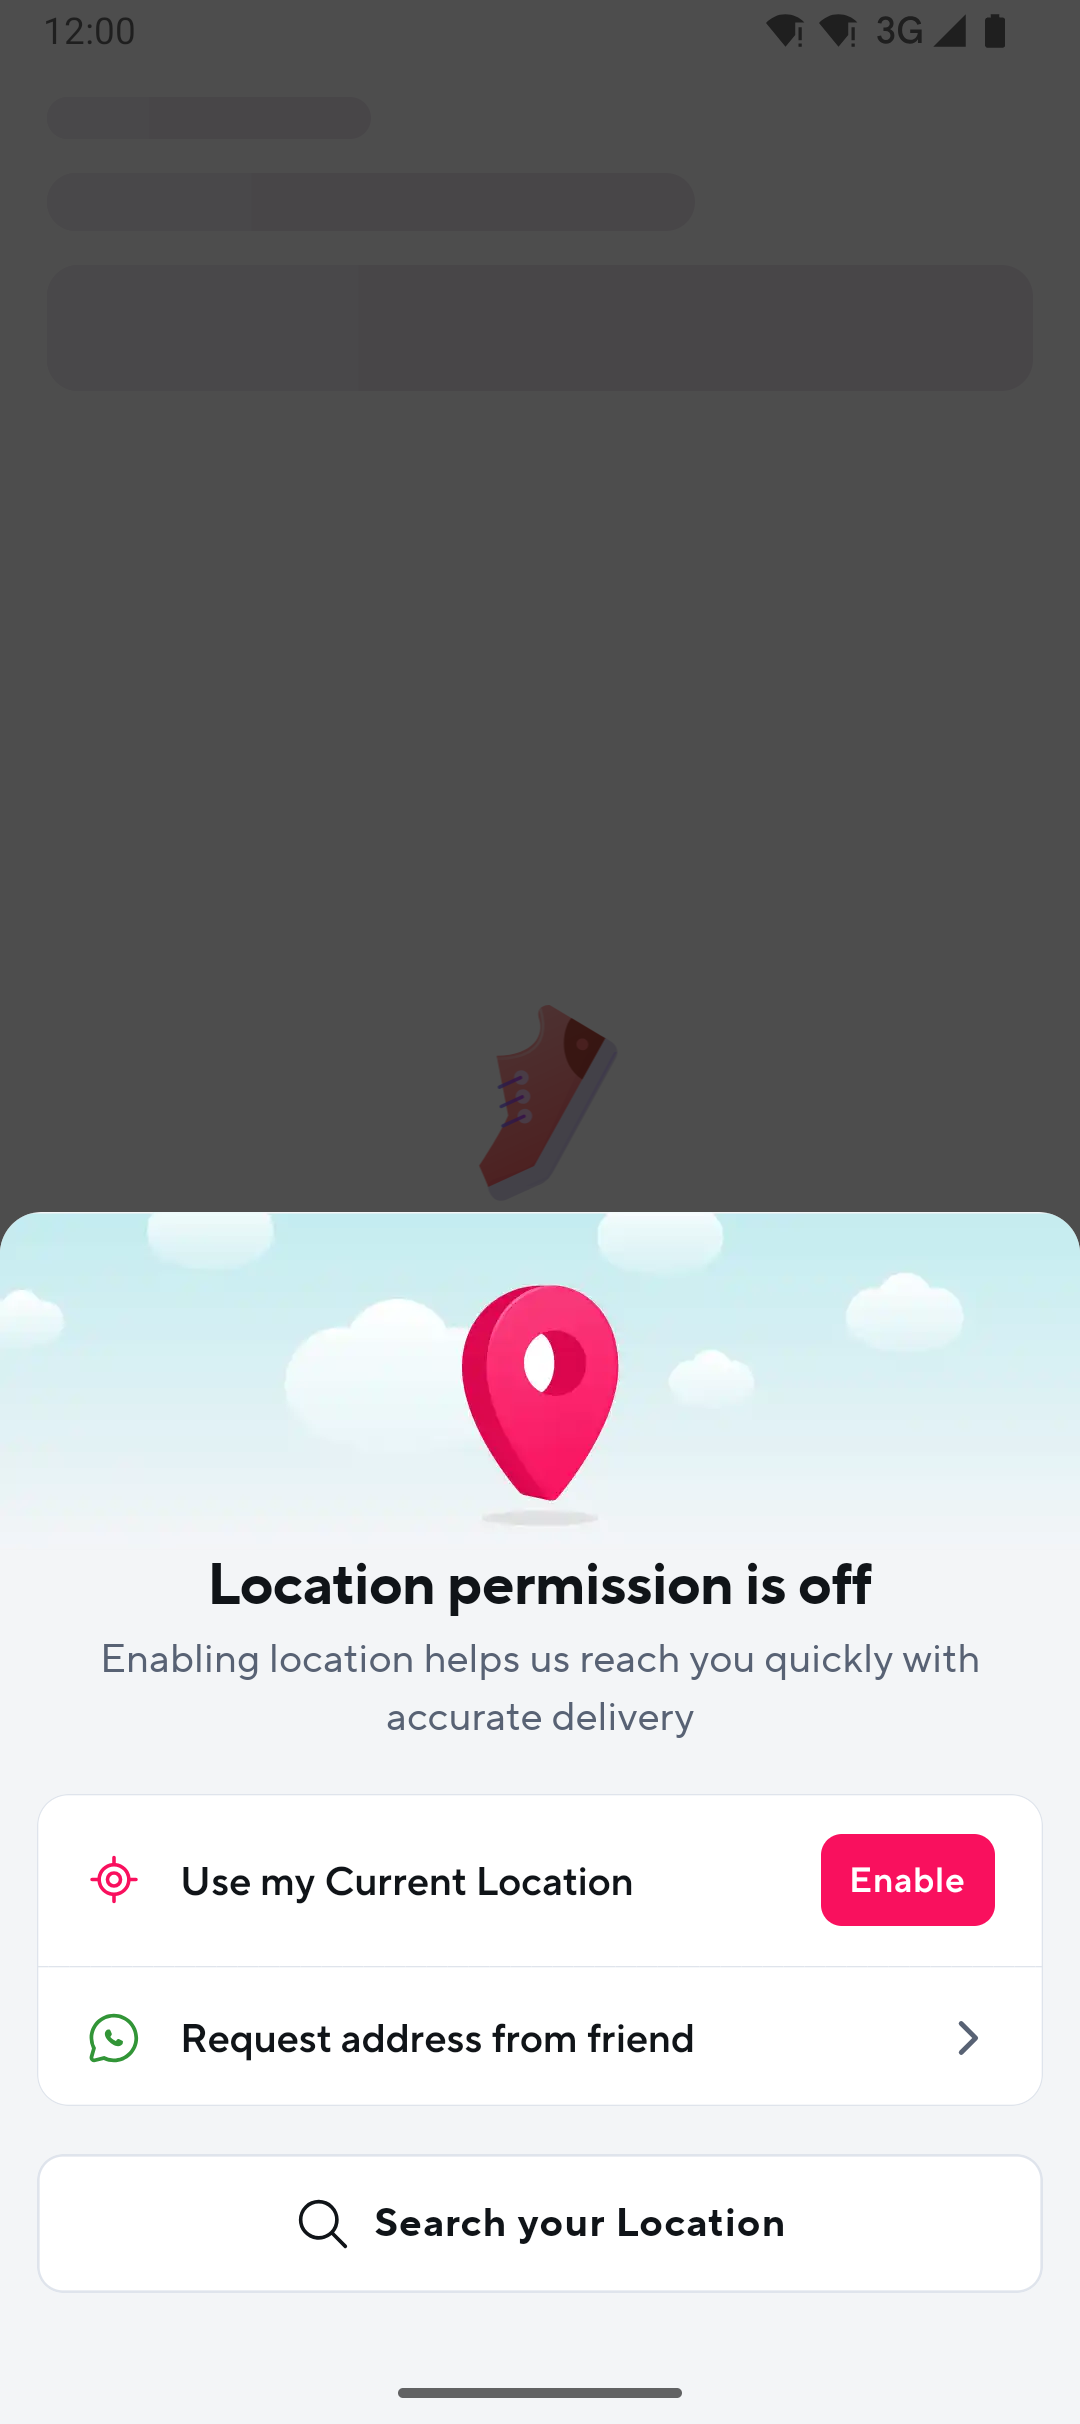 12:00
3G
Location permission is off
Enabling location helps us reach you quickly with
accurate delivery
Use my Current Location
Enable
Request address from friend
Search your Location